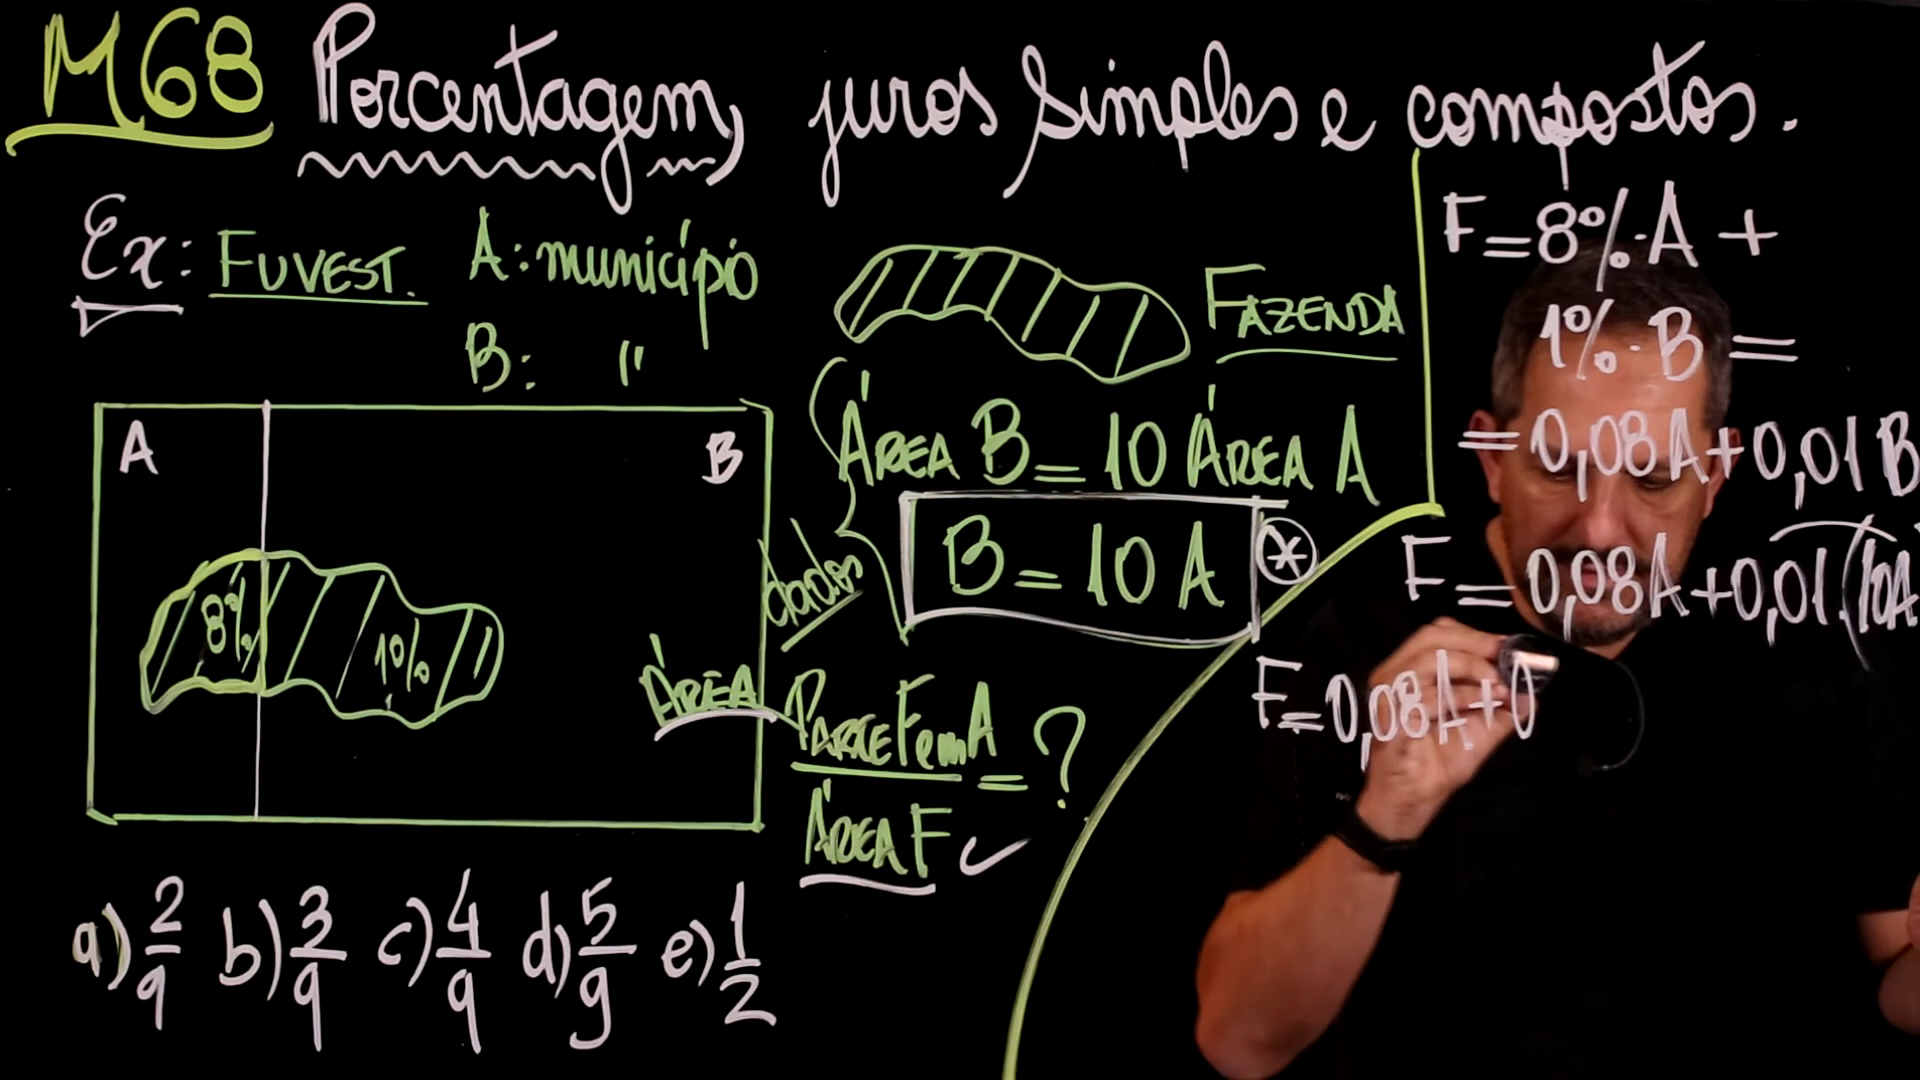 M68 Porcentagem, juros simples e compostos.
Ex: FUVEST. A: município
B: "
FAZENDA
A B
8% 1%
dados
ÁREA B = 10 ÁREA A
B = 10 A *
ÁREA PARTE F em A = ?
ÁREA F ✓
a) 2/9 b) 3/9 c) 4/9 d) 5/9 e) 1/2
F = 8% · A +
1% · B =
= 0,08A + 0,01 B
F = 0,08A + 0,01.(10A
F = 0,08A + 0